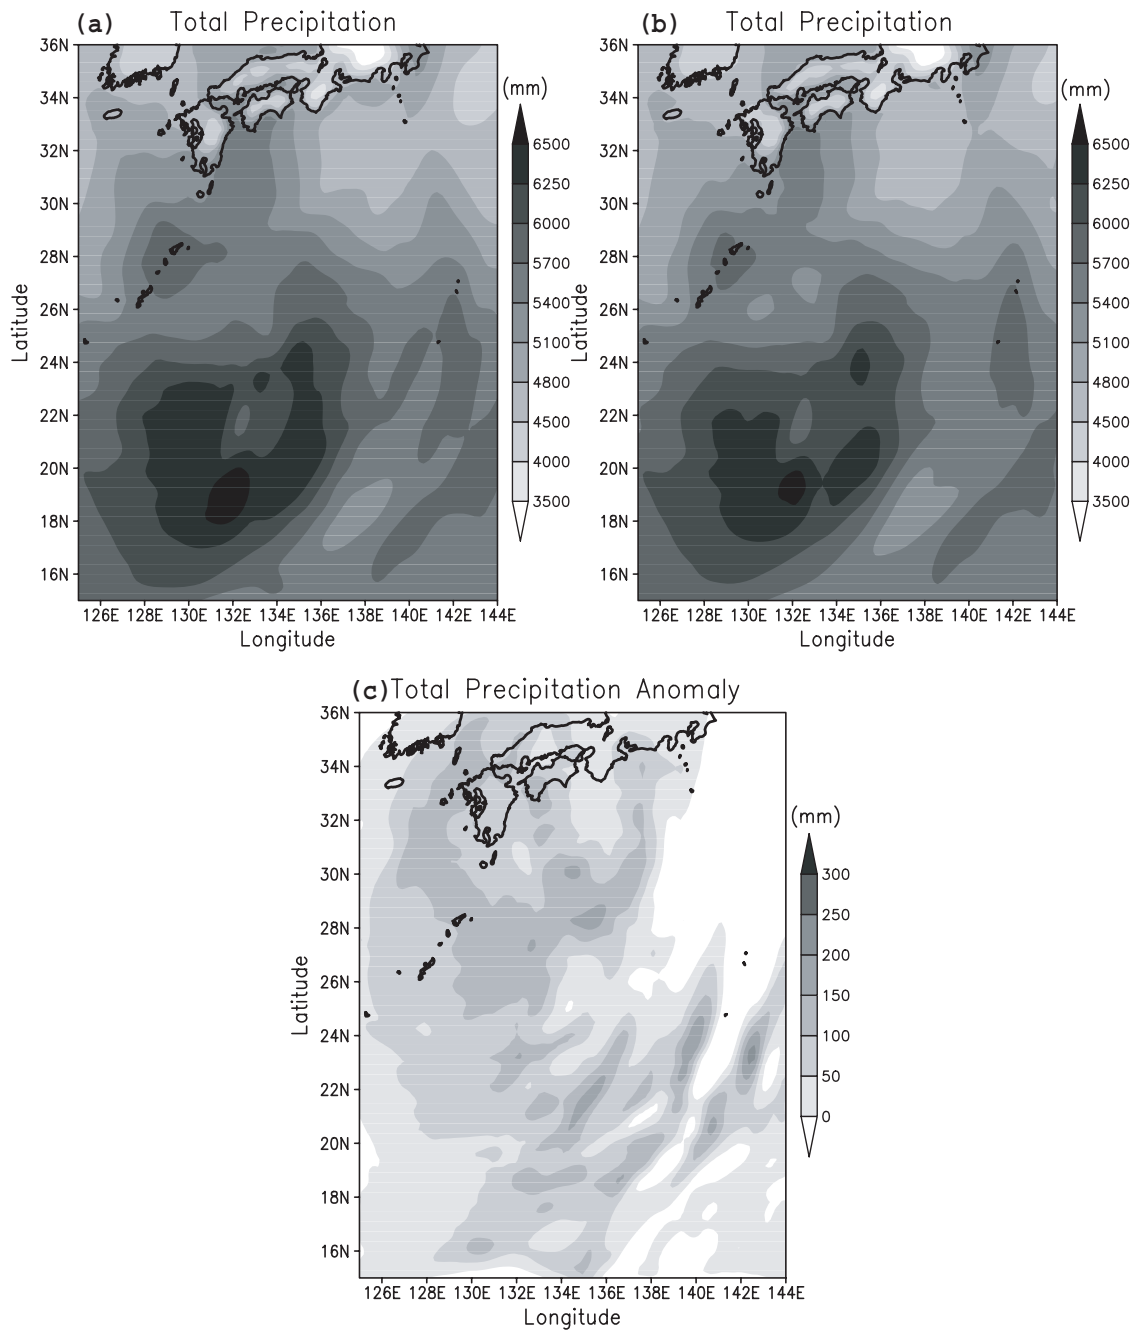 (a) Total Precipitation
36N
34N
32N
30N
28N
26N
24N
22N
20N
18N
16N
Latitude
126E 128E 130E 132E 134E 136E 138E 140E 142E 144E
Longitude
(mm)
6500
6250
6000
5700
5400
5100
4800
4500
4000
3500
(b) Total Precipitation
36N
34N
32N
30N
28N
26N
24N
22N
20N
18N
16N
Latitude
126E 128E 130E 132E 134E 136E 138E 140E 142E 144E
Longitude
(mm)
6500
6250
6000
5700
5400
5100
4800
4500
4000
3500
(c) Total Precipitation Anomaly
36N
34N
32N
30N
28N
26N
24N
22N
20N
18N
16N
Latitude
126E 128E 130E 132E 134E 136E 138E 140E 142E 144E
Longitude
(mm)
300
250
200
150
100
50
0